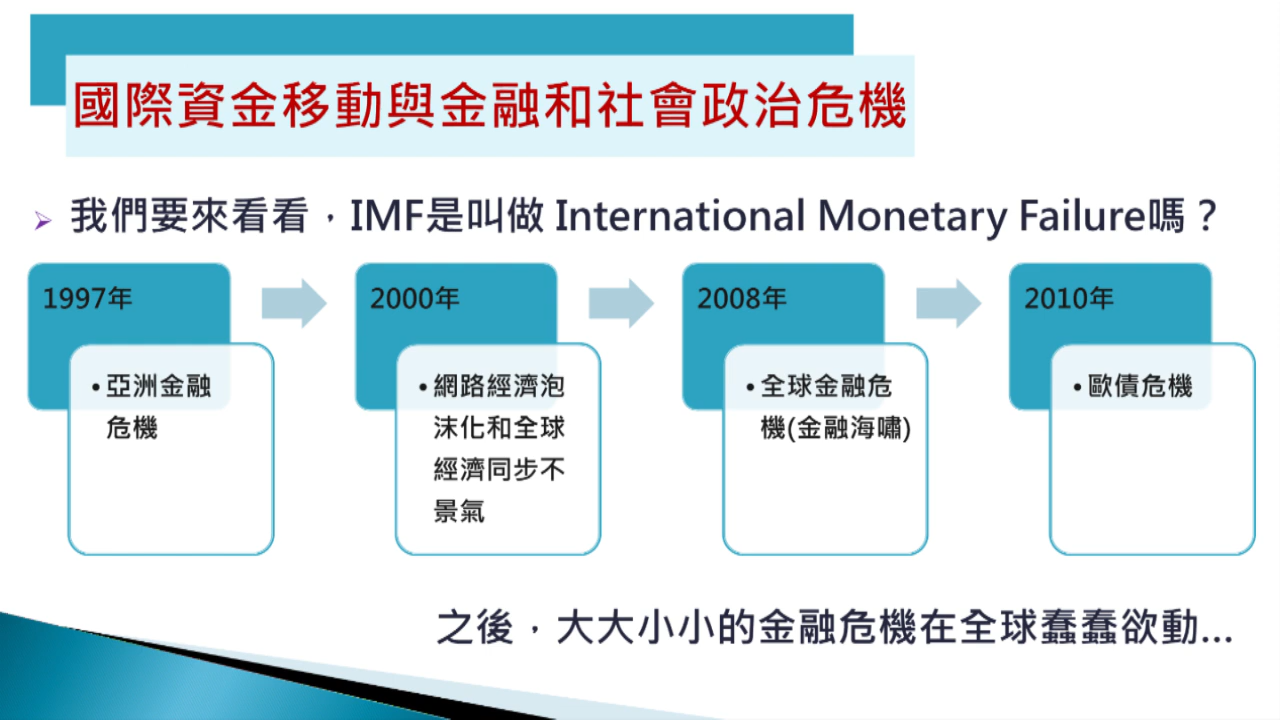 國際資金移動與金融和社會政治危機
我們要來看看，IMF是叫做 International Monetary Failure嗎？
1997年
•亞洲金融
危機
2000年
•網路經濟泡
沫化和全球
經濟同步不
景氣
2008年
•全球金融危
機(金融海嘯)
2010年
•歐債危機
之後，大大小小的金融危機在全球蠢蠢欲動...